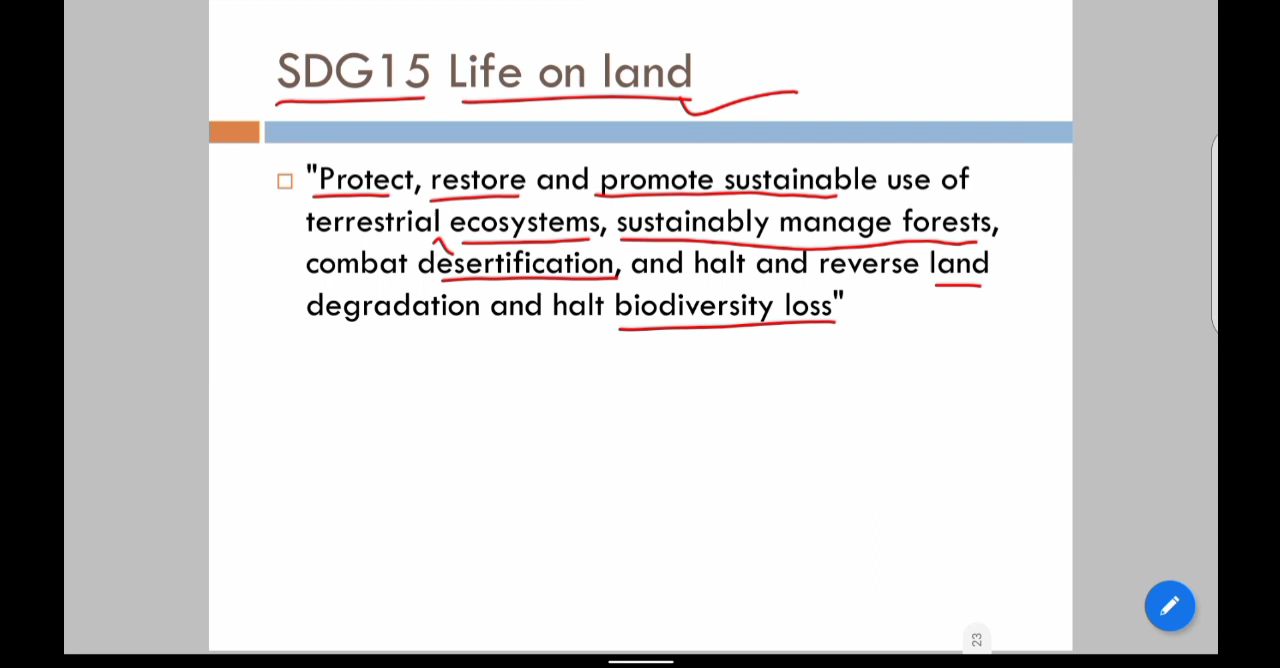 SDG15 Life on land
"Protect, restore and promote sustainable use of
terrestrial ecosystems, sustainably manage forests,
combat desertification, and halt and reverse land
degradation and halt biodiversity loss"
23